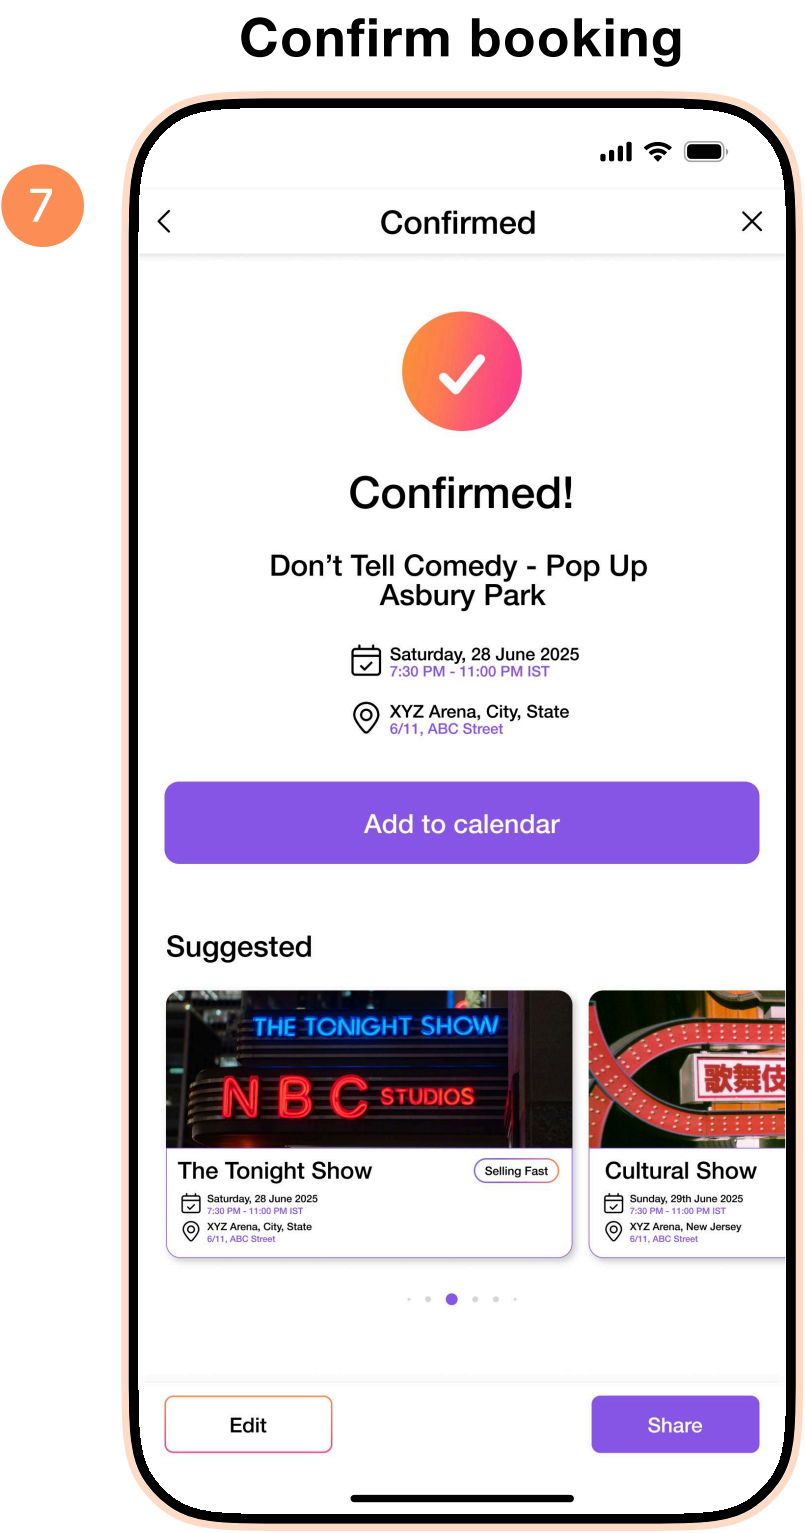 Confirm booking
7
Confirmed
Confirmed!
Don’t Tell Comedy - Pop Up
Asbury Park
Saturday, 28 June 2025
7:30 PM - 11:00 PM IST
XYZ Arena, City, State
6/11, ABC Street
Add to calendar
Suggested
THE TONIGHT SHOW
NBC STUDIOS
The Tonight Show
Selling Fast
Saturday, 28 June 2025
7:30 PM - 11:00 PM IST
XYZ Arena, City, State
6/11, ABC Street
歌舞伎
Cultural Show
Sunday, 29th June 2025
7:30 PM - 11:00 PM IST
XYZ Arena, New Jersey
6/11, ABC Street
Edit
Share